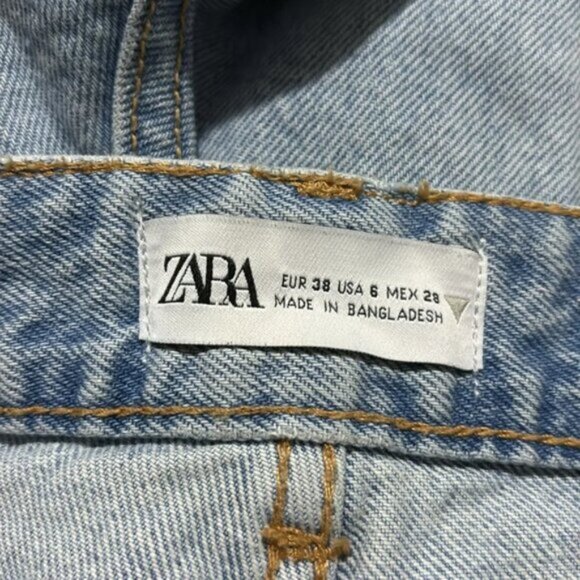 ZARA
EUR 38 USA 6 MEX 28
MADE IN BANGLADESH